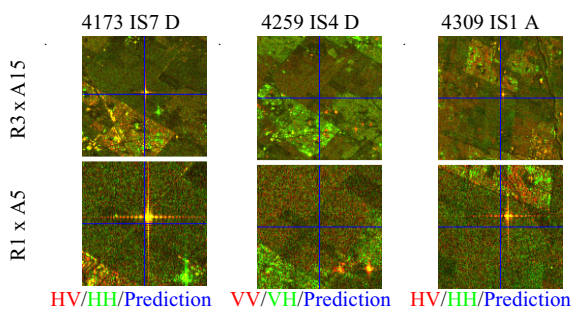 4173 IS7 D 4259 IS4 D 4309 IS1 A
R3 x A15
R1 x A5
HV/HH/Prediction VV/VH/Prediction HV/HH/Prediction